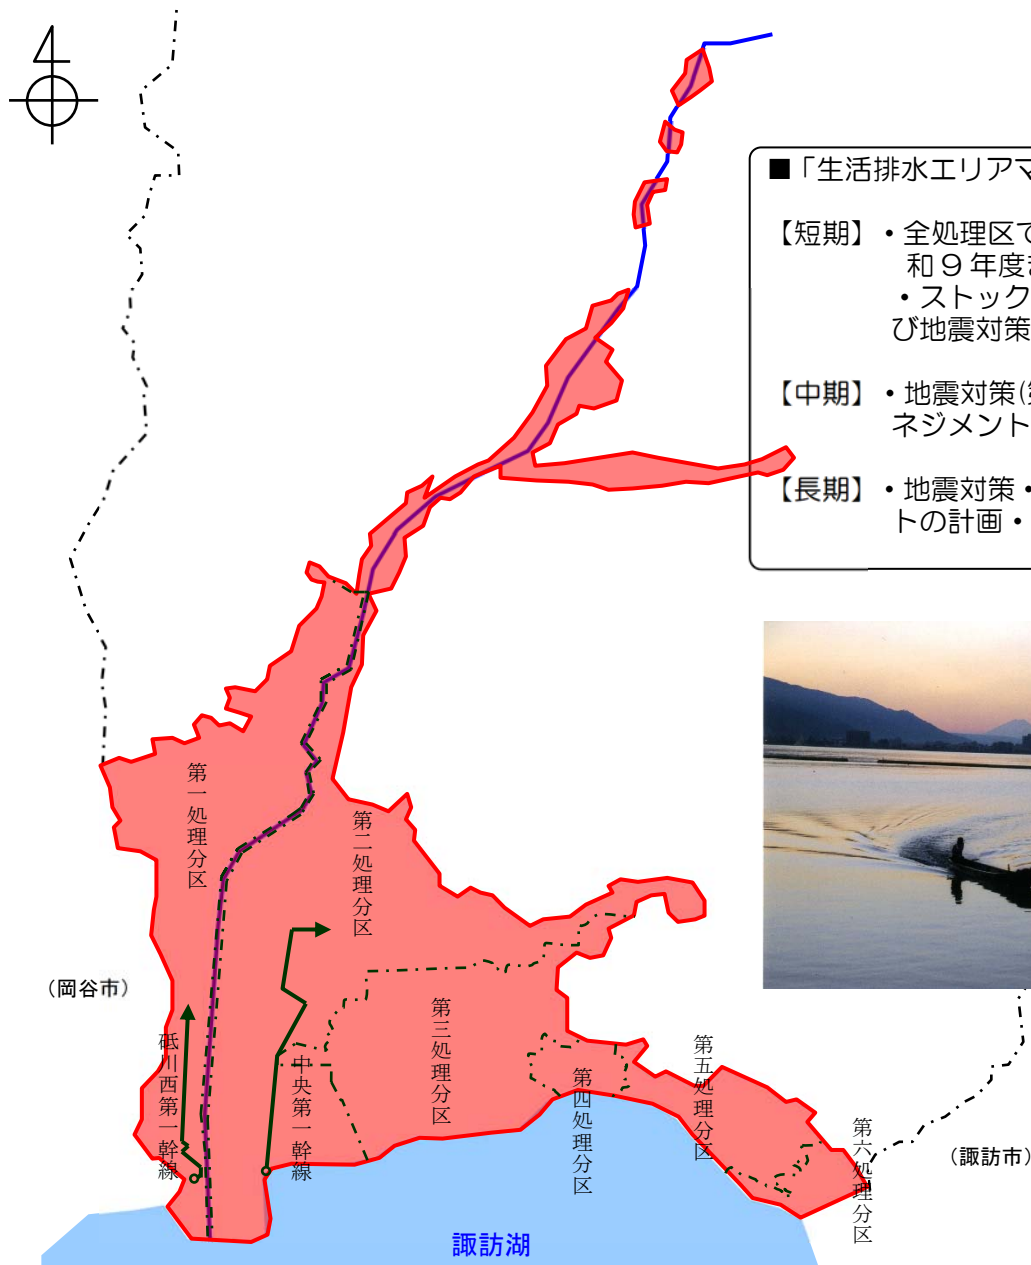 ■「生活排水エリアマ
【短期】・全処理区で
和９年度
・ストック
び地震対策
【中期】・地震対策(
ネジメント
【長期】・地震対策・
トの計画・
第一処理分区
第二処理分区
（岡谷市）
第三処理分区
砥川西第一幹線
中央第一幹線
第四処理分区
第五処理分区
第六処理分区
（諏訪市）
諏訪湖